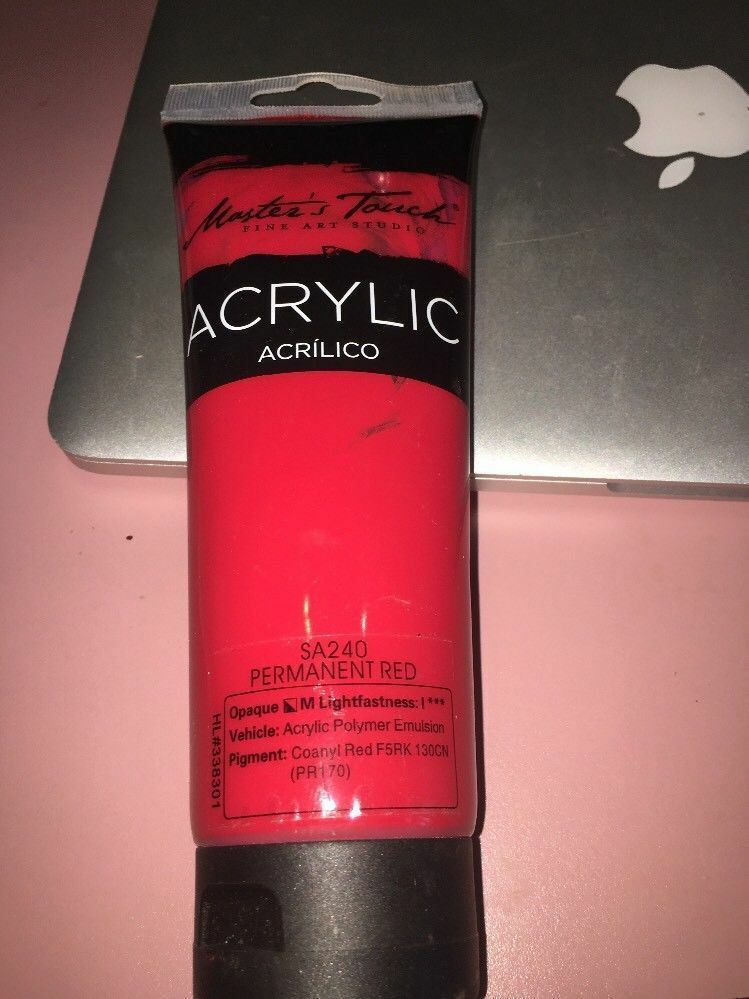 Master's Touch®
FINE ART STUDIO
ACRYLIC
ACRÍLICO
SA240
PERMANENT RED
Opaque M Lightfastness: I ***
Vehicle: Acrylic Polymer Emulsion
Pigment: Coanyl Red F5RK 130CN
(PR170)
HL#338301